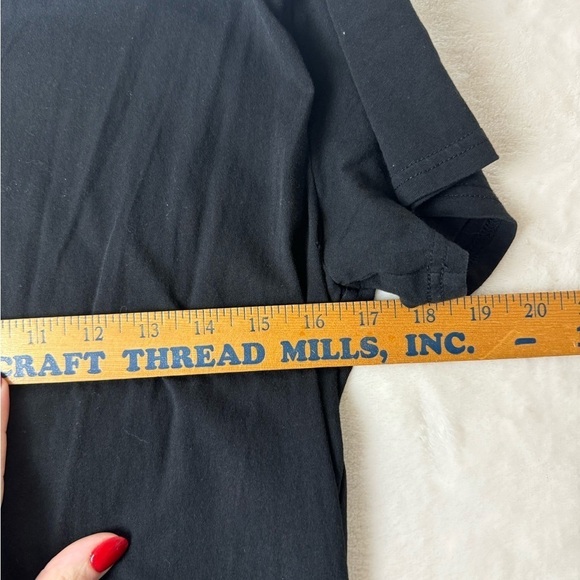 11 12 13 14 15 16 17 18 19 20
CRAFT THREAD MILLS, INC. -